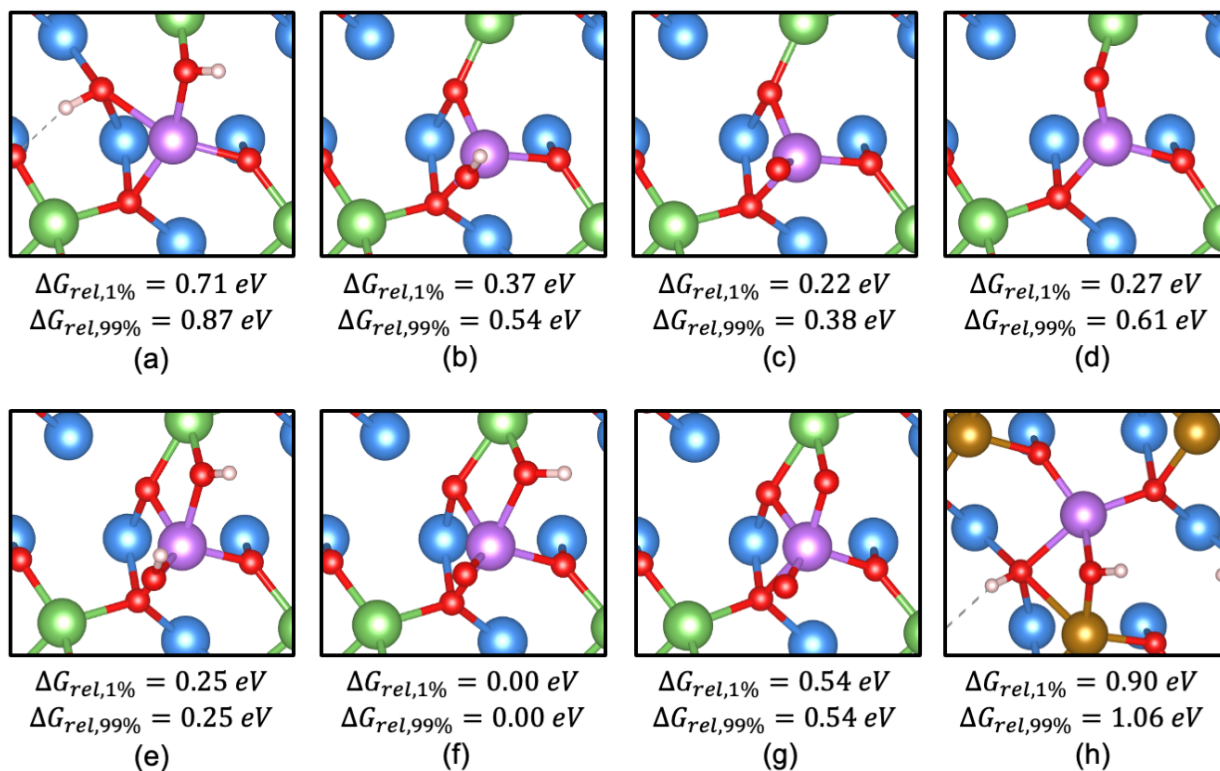 ΔG_{rel,1%} = 0.71 eV
ΔG_{rel,99%} = 0.87 eV
(a)
ΔG_{rel,1%} = 0.37 eV
ΔG_{rel,99%} = 0.54 eV
(b)
ΔG_{rel,1%} = 0.22 eV
ΔG_{rel,99%} = 0.38 eV
(c)
ΔG_{rel,1%} = 0.27 eV
ΔG_{rel,99%} = 0.61 eV
(d)
ΔG_{rel,1%} = 0.25 eV
ΔG_{rel,99%} = 0.25 eV
(e)
ΔG_{rel,1%} = 0.00 eV
ΔG_{rel,99%} = 0.00 eV
(f)
ΔG_{rel,1%} = 0.54 eV
ΔG_{rel,99%} = 0.54 eV
(g)
ΔG_{rel,1%} = 0.90 eV
ΔG_{rel,99%} = 1.06 eV
(h)